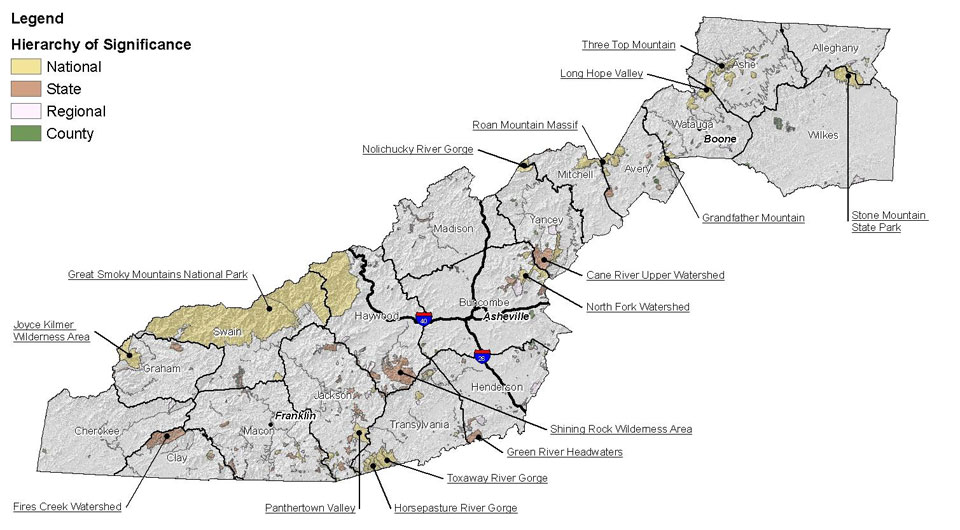 Legend
Hierarchy of Significance
National
State
Regional
County
Three Top Mountain
Long Hope Valley
Roan Mountain Massif
Nolichucky River Gorge
Alleghany
Ashe
Watauga
Boone
Wilkes
Mitchell
Avery
Grandfather Mountain
Stone Mountain
State Park
Yancey
Madison
Cane River Upper Watershed
North Fork Watershed
Great Smoky Mountains National Park
Buncombe
Asheville
Haywood
40
Swain
Joyce Kilmer
Wilderness Area
Graham
26
Henderson
Jackson
Franklin
Transylvania
Cherokee
Macon
Clay
Shining Rock Wilderness Area
Green River Headwaters
Toxaway River Gorge
Fires Creek Watershed
Panthertown Valley
Horsepasture River Gorge